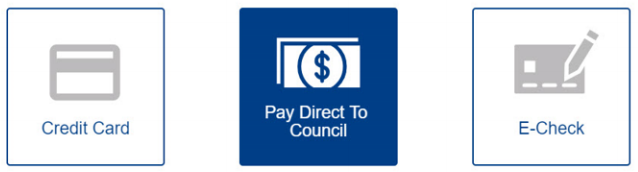 Credit Card
$
Pay Direct To
Council
E-Check